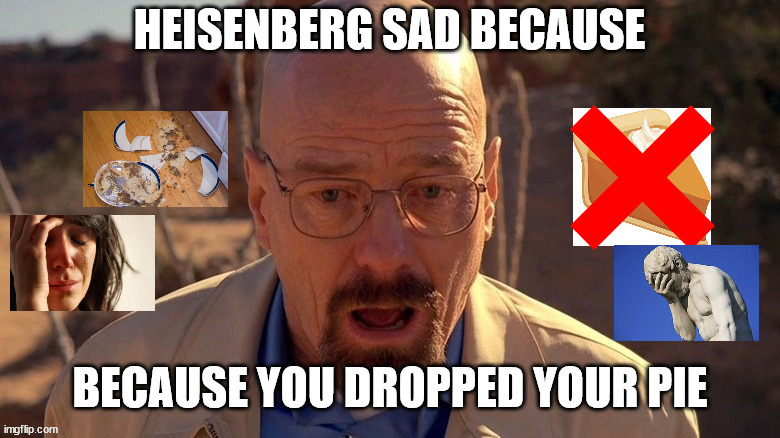 HEISENBERG SAD BECAUSE
BECAUSE YOU DROPPED YOUR PIE
imgflip.com